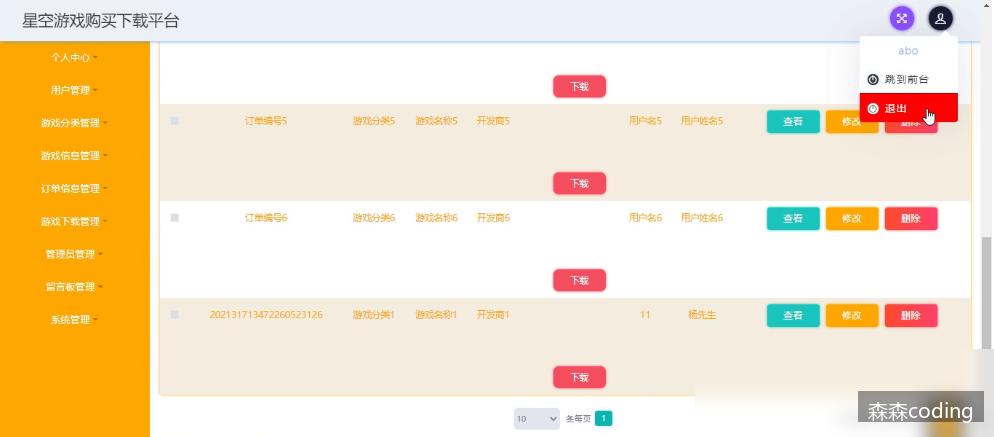 星空游戏购买下载平台
abo
跳到前台
退出
个人中心
用户管理
游戏分类管理
游戏信息管理
订单信息管理
游戏下载管理
管理员管理
留言板管理
系统管理
下载
订单编号5 游戏分类5 游戏名称5 开发商5 用户名5 用户姓名5 查看 修改 删除
下载
订单编号6 游戏分类6 游戏名称6 开发商6 用户名6 用户姓名6 查看 修改 删除
下载
202131713472260523126 游戏分类1 游戏名称1 开发商1 11 杨先生 查看 修改 删除
下载
10 条每页 1
森森coding